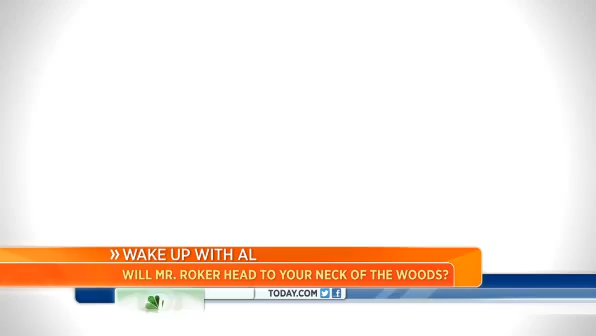 » WAKE UP WITH AL
WILL MR. ROKER HEAD TO YOUR NECK OF THE WOODS?
TODAY.COM